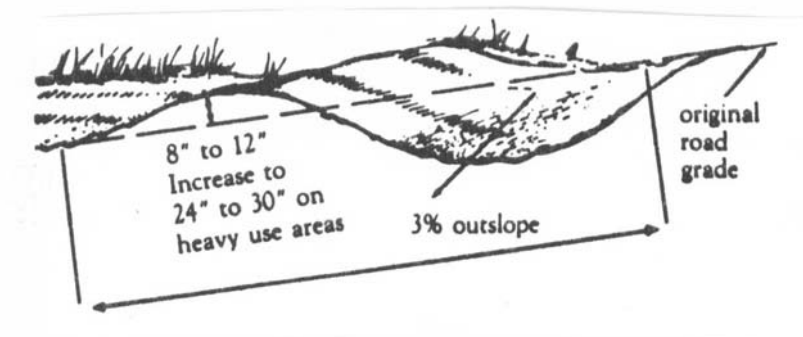 8" to 12"
Increase to
24" to 30" on
heavy use areas
3% outslope
original
road
grade